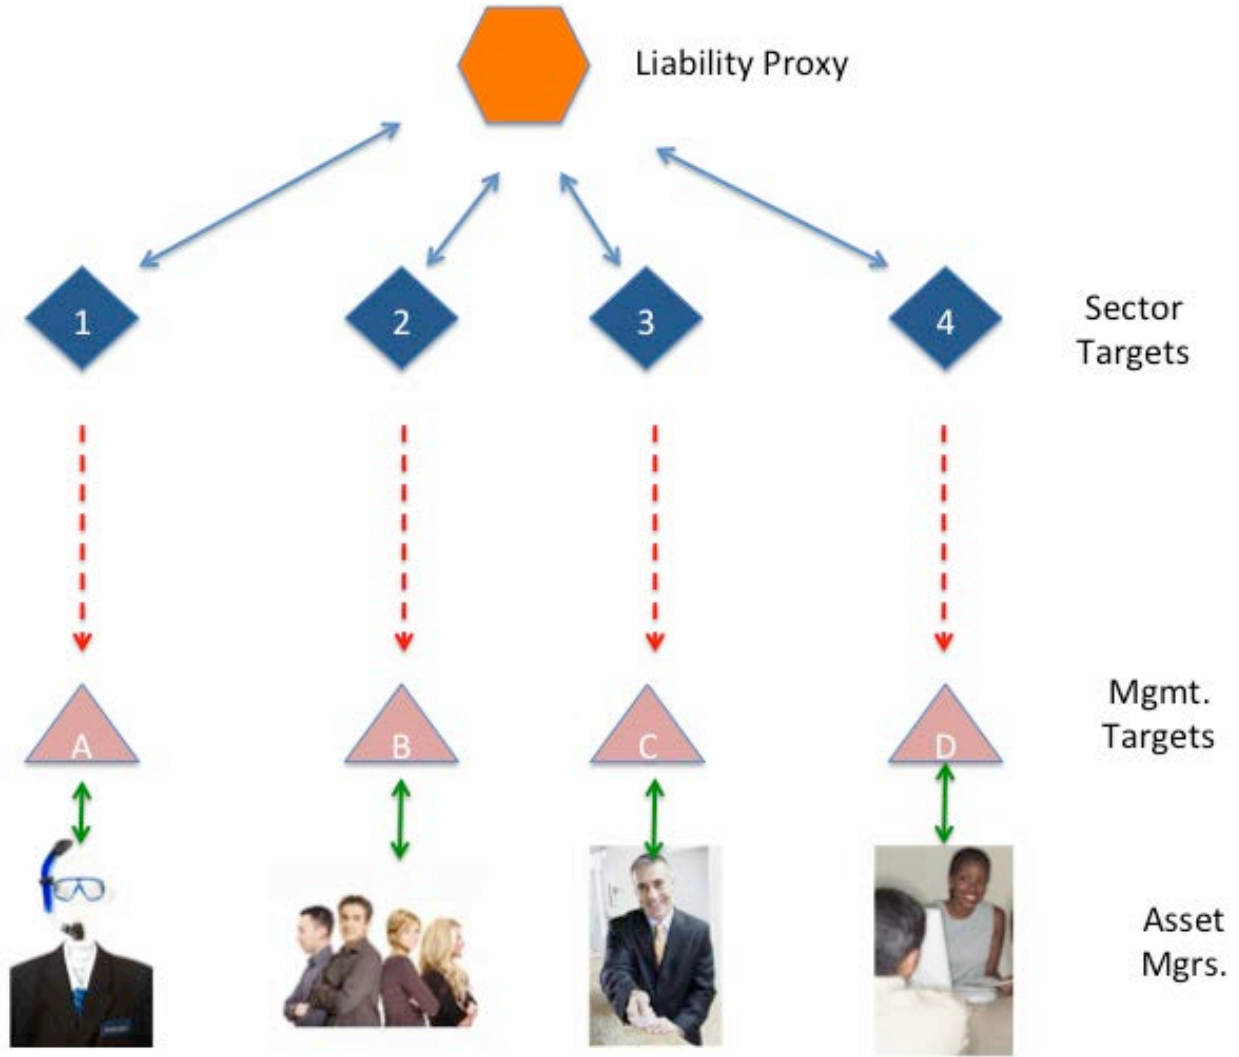 Liability Proxy
1
2
3
4
Sector
Targets
A
B
C
D
Mgmt.
Targets
Asset
Mgrs.